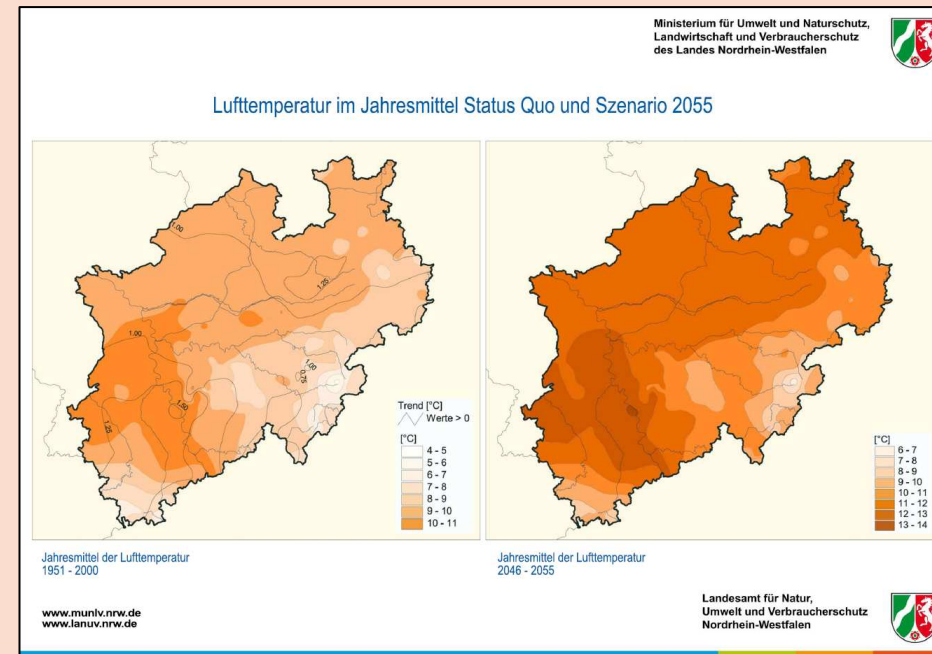 Ministerium für Umwelt und Naturschutz,
Landwirtschaft und Verbraucherschutz
des Landes Nordrhein-Westfalen
Lufttemperatur im Jahresmittel Status Quo und Szenario 2055
1.00
1.25
1.00
1.00
0.75
1.50
1.25
Trend [°C]
Werte > 0
[°C]
4 - 5
5 - 6
6 - 7
7 - 8
8 - 9
9 - 10
10 - 11
[°C]
6 - 7
7 - 8
8 - 9
9 - 10
10 - 11
11 - 12
12 - 13
13 - 14
Jahresmittel der Lufttemperatur
1951 - 2000
Jahresmittel der Lufttemperatur
2046 - 2055
www.munlv.nrw.de
www.lanuv.nrw.de
Landesamt für Natur,
Umwelt und Verbraucherschutz
Nordrhein-Westfalen